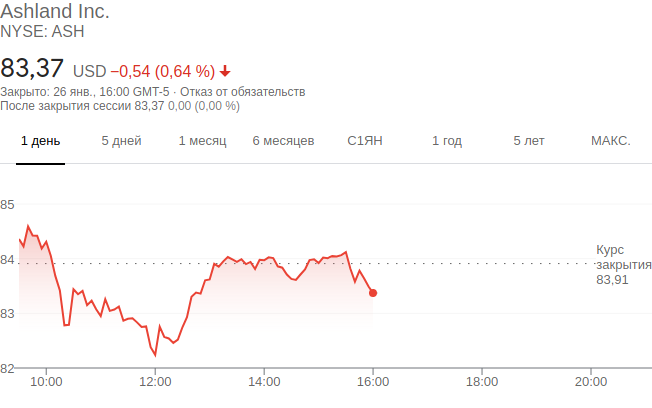 Ashland Inc.
NYSE: ASH
83,37 USD −0,54 (0,64 %)
Закрыто: 26 янв., 16:00 GMT-5 · Отказ от обязательств
После закрытия сессии 83,37 0,00 (0,00 %)
1 день 5 дней 1 месяц 6 месяцев С1ЯН 1 год 5 лет МАКС.
85
84
83
82
Курс
закрытия
83,91
10:00 12:00 14:00 16:00 18:00 20:00